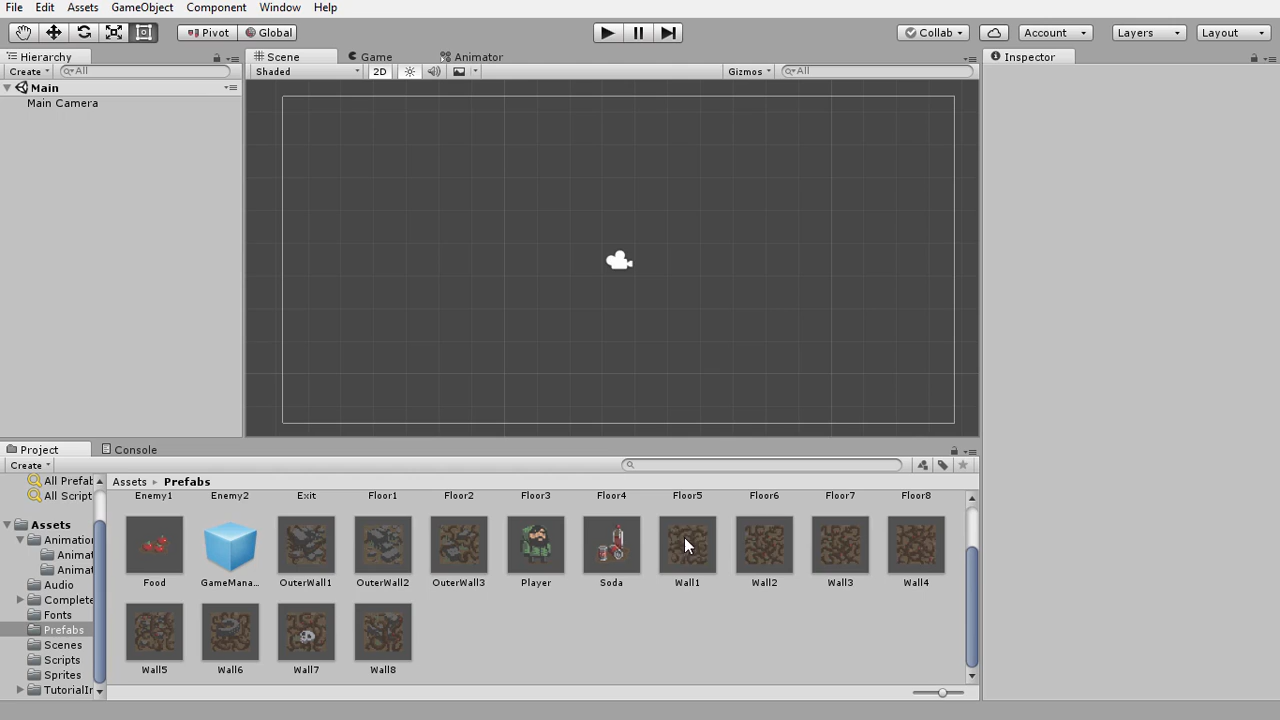 File Edit Assets GameObject Component Window Help
Pivot Global Collab Account Layers Layout
Hierarchy Scene Game Animator Inspector
Create All Shaded 2D Gizmos All
Main
Main Camera
Project Console
Create
Assets Prefabs
All Prefab
All Script
Assets
Animation
Animat
Animat
Audio
Complete
Fonts
Prefabs
Scenes
Scripts
Sprites
TutorialIn
Enemy1 Enemy2 Exit Floor1 Floor2 Floor3 Floor4 Floor5 Floor6 Floor7 Floor8
Food GameMana... OuterWall1 OuterWall2 OuterWall3 Player Soda Wall1 Wall2 Wall3 Wall4
Wall5 Wall6 Wall7 Wall8